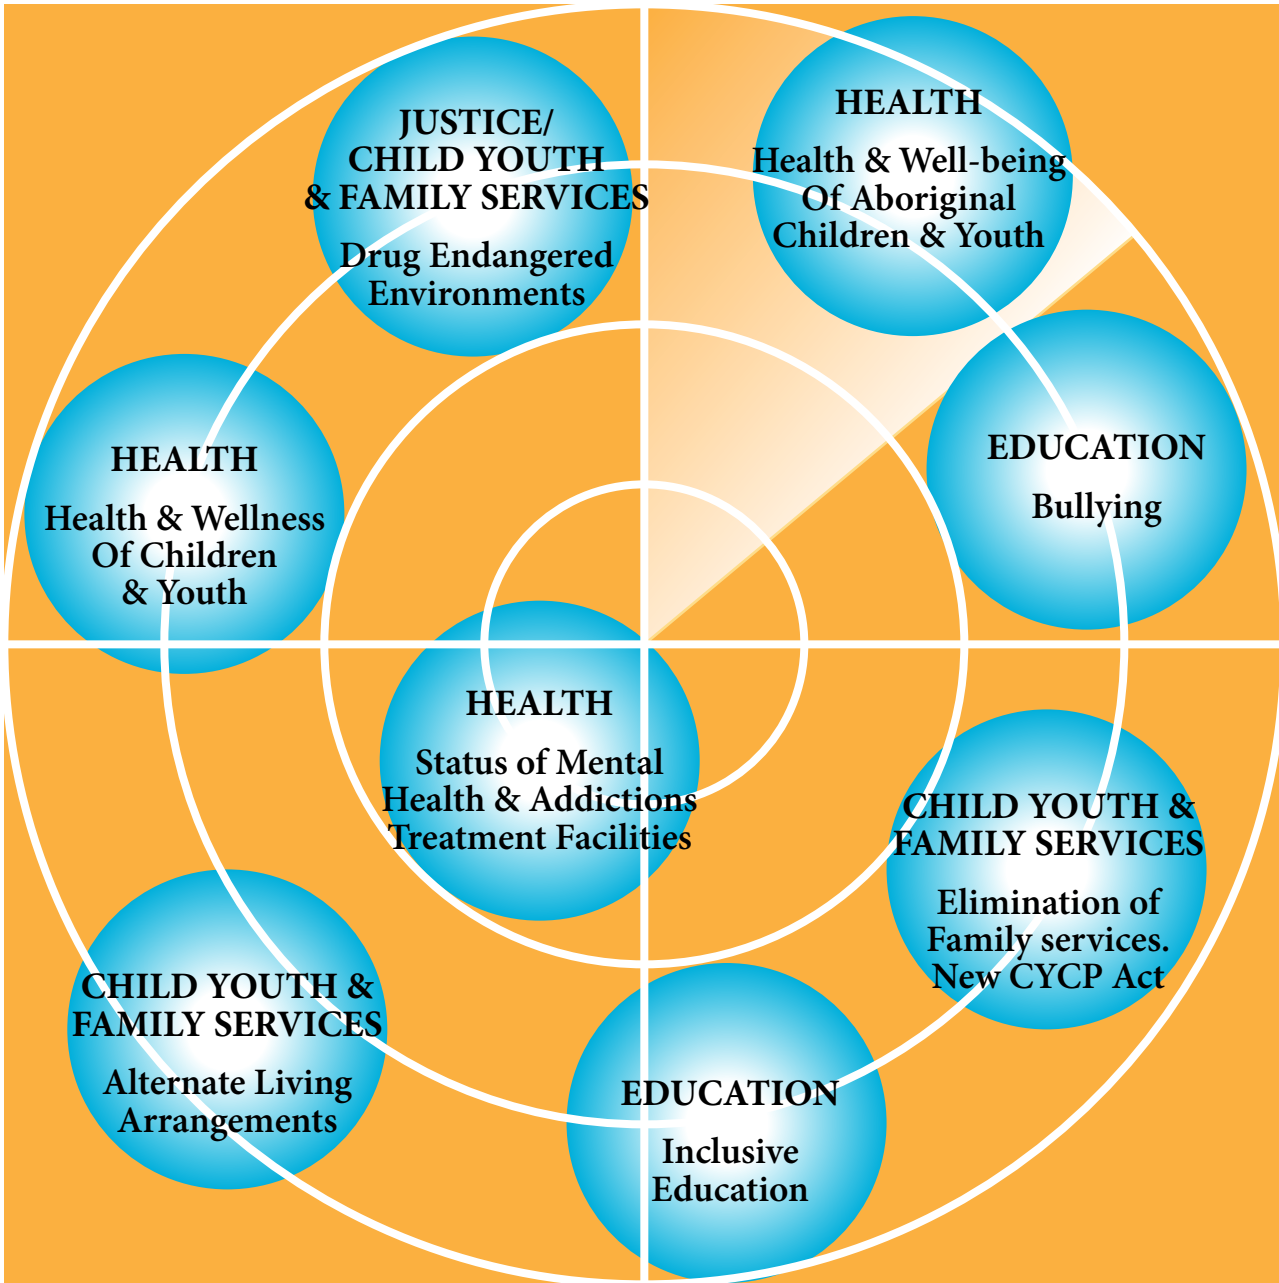 JUSTICE/
CHILD YOUTH
& FAMILY SERVICES
Drug Endangered
Environments
HEALTH
Health & Well-being
Of Aboriginal
Children & Youth
HEALTH
Health & Wellness
Of Children
& Youth
EDUCATION
Bullying
HEALTH
Status of Mental
Health & Addictions
Treatment Facilities
CHILD YOUTH &
FAMILY SERVICES
Elimination of
Family services.
New CYCP Act
CHILD YOUTH &
FAMILY SERVICES
Alternate Living
Arrangements
EDUCATION
Inclusive
Education